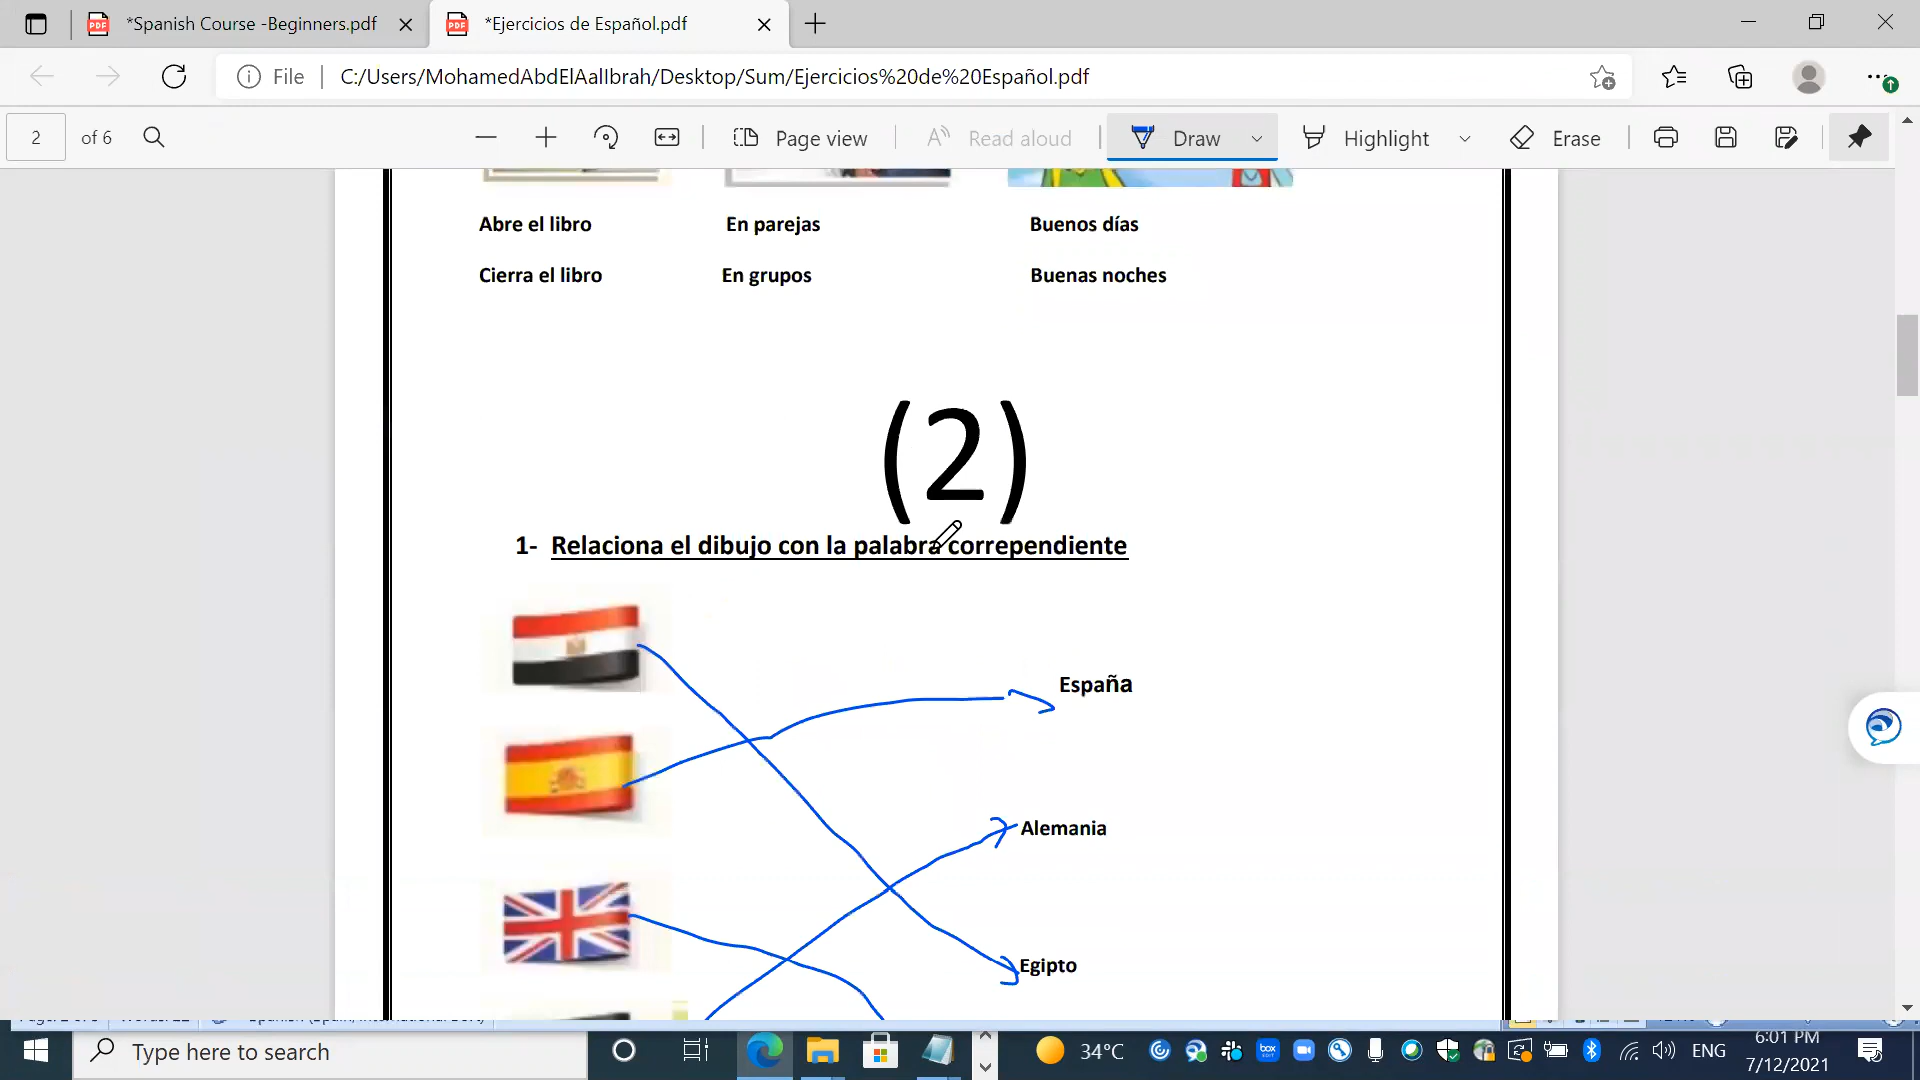 *Spanish Course -Beginners.pdf
*Ejercicios de Español.pdf
File
C:/Users/MohamedAbdElAalIbrah/Desktop/Sum/Ejercicios%20de%20Español.pdf
2 of 6
Page view
Read aloud
Draw
Highlight
Erase
Abre el libro En parejas Buenos días
Cierra el libro En grupos Buenas noches
(2)
1- Relaciona el dibujo con la palabra correpondiente
España
Alemania
Egipto
Type here to search
34°C
box
ENG
6:01 PM
7/12/2021